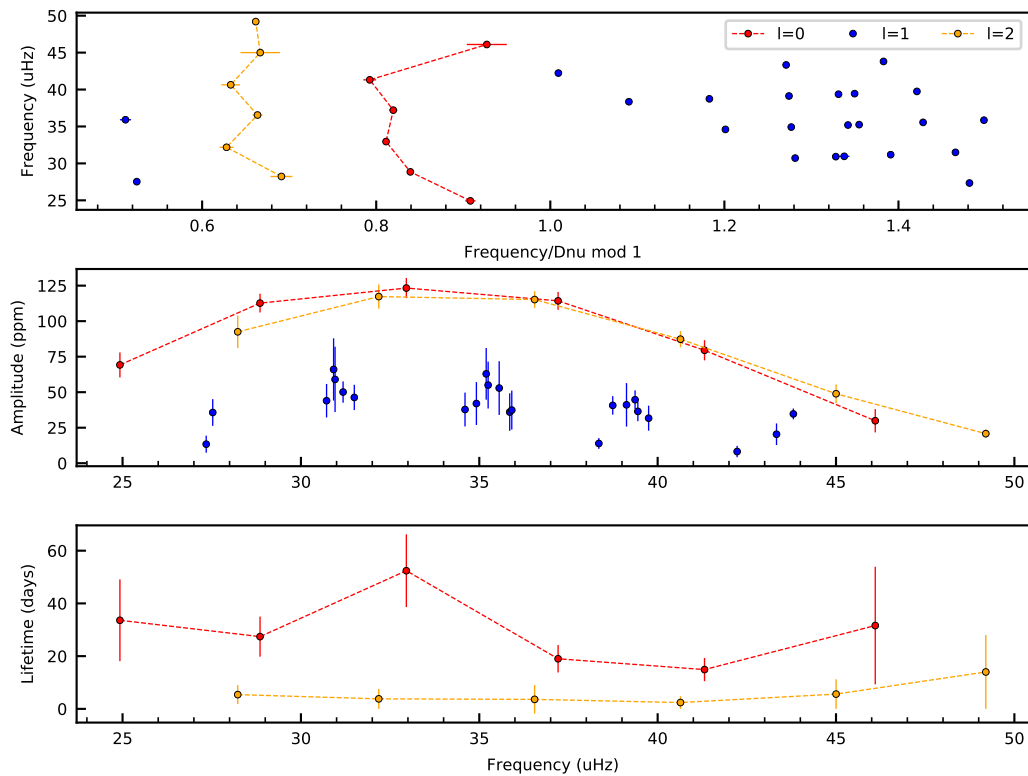 50
45
40
35
30
25
Frequency (uHz)
l=0 l=1 l=2
0.6 0.8 1.0 1.2 1.4
Frequency/Dnu mod 1
125
100
75
50
25
0
Amplitude (ppm)
25 30 35 40 45 50
60
40
20
0
Lifetime (days)
25 30 35 40 45 50
Frequency (uHz)